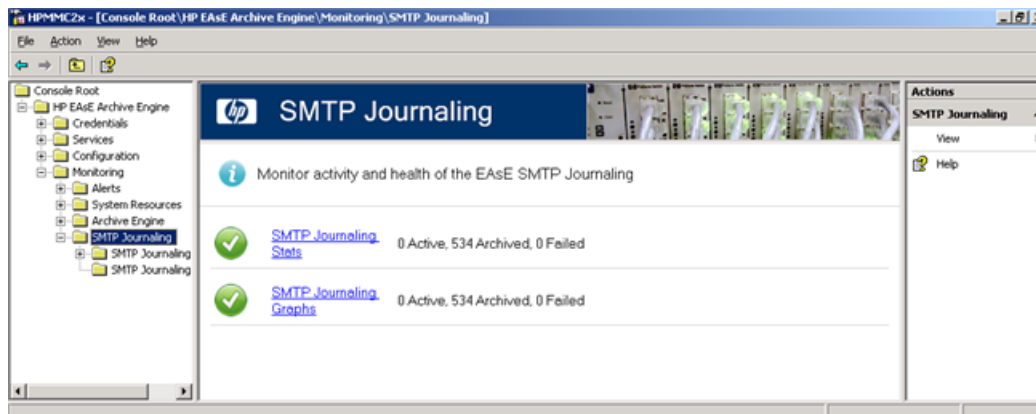 HPMMC2x - [Console Root\HP EAsE Archive Engine\Monitoring\SMTP Journaling]
File Action View Help
Console Root
HP EAsE Archive Engine
Credentials
Services
Configuration
Monitoring
Alerts
System Resources
Archive Engine
SMTP Journaling
SMTP Journaling
SMTP Journaling
hp SMTP Journaling
Monitor activity and health of the EAsE SMTP Journaling
SMTP Journaling 0 Active, 534 Archived, 0 Failed
Stats
SMTP Journaling 0 Active, 534 Archived, 0 Failed
Graphs
Actions
SMTP Journaling
View
Help